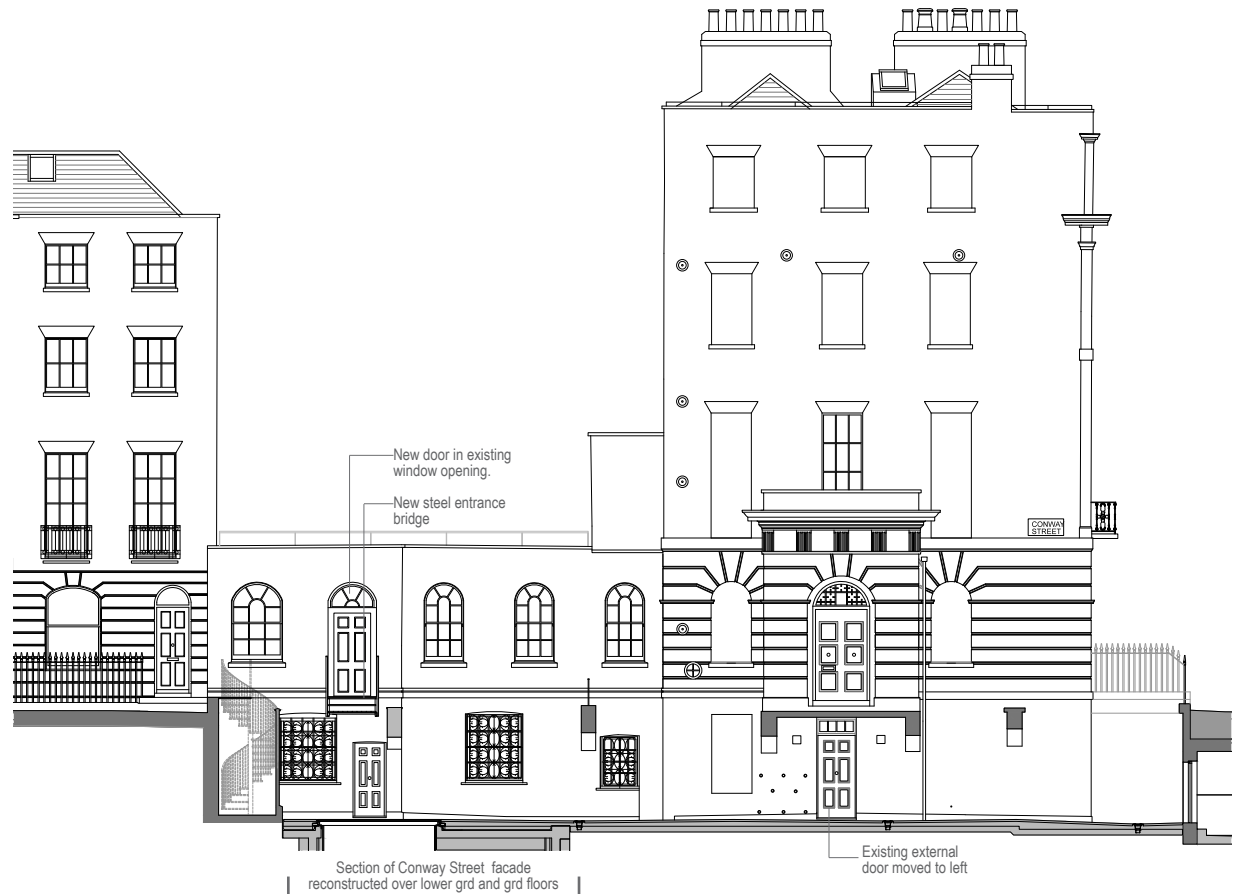 New door in existing
window opening.
New steel entrance
bridge
CONWAY
STREET
Existing external
door moved to left
Section of Conway Street facade
reconstructed over lower grd and grd floors